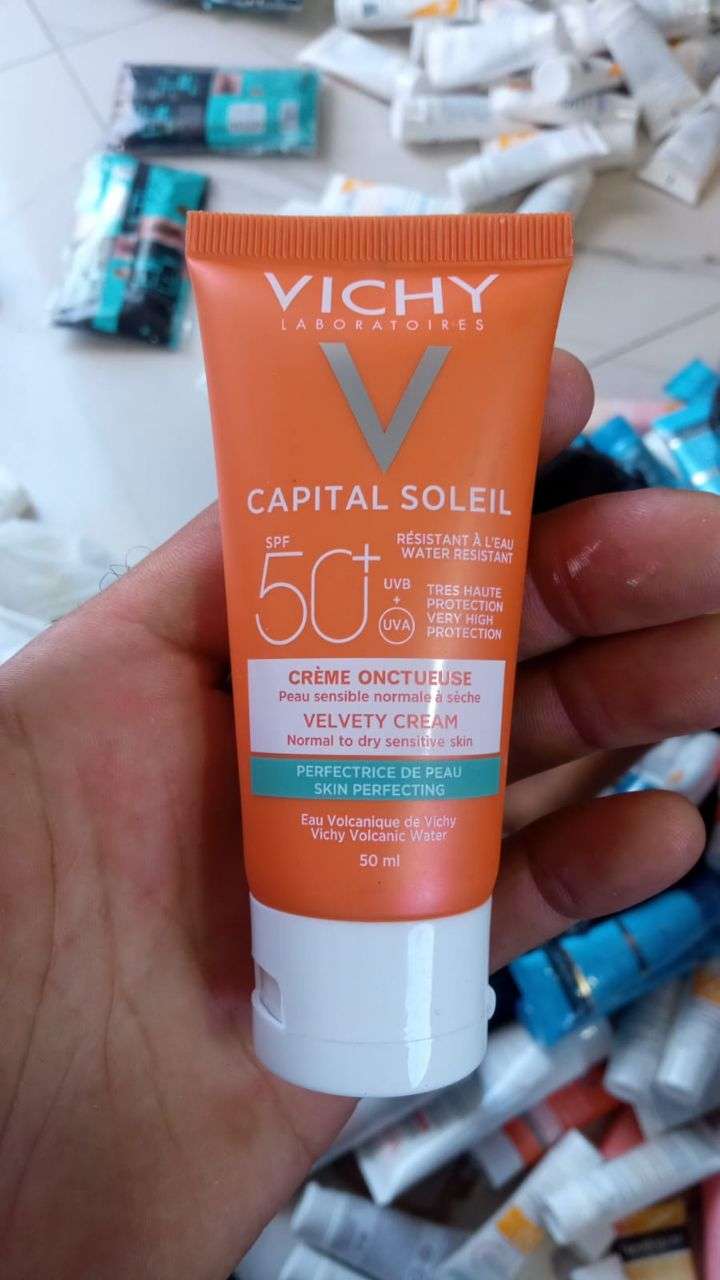 VICHY
LABORATOIRES
CAPITAL SOLEIL
SPF
50+
UVB
+
UVA
RÉSISTANT À L'EAU
WATER RESISTANT
TRES HAUTE
PROTECTION
VERY HIGH
PROTECTION
CRÈME ONCTUEUSE
Peau sensible normale à sèche
VELVETY CREAM
Normal to dry sensitive skin
PERFECTRICE DE PEAU
SKIN PERFECTING
Eau Volcanique de Vichy
Vichy Volcanic Water
50 ml